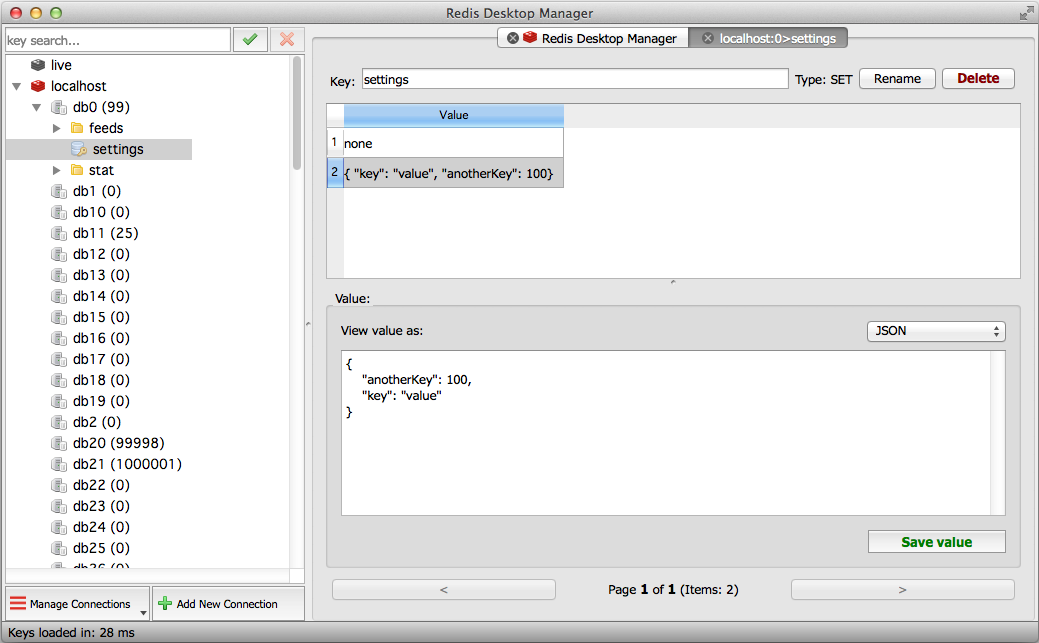 Redis Desktop Manager
key search...
live
localhost
db0 (99)
feeds
settings
stat
db1 (0)
db10 (0)
db11 (25)
db12 (0)
db13 (0)
db14 (0)
db15 (0)
db16 (0)
db17 (0)
db18 (0)
db19 (0)
db2 (0)
db20 (99998)
db21 (1000001)
db22 (0)
db23 (0)
db24 (0)
db25 (0)
db26 (0)
Manage Connections
Add New Connection
Redis Desktop Manager
localhost:0>settings
Key: settings Type: SET Rename Delete
Value
1 none
2 { "key": "value", "anotherKey": 100}
Value:
View value as: JSON
{
"anotherKey": 100,
"key": "value"
}
Save value
< Page 1 of 1 (Items: 2) >
Keys loaded in: 28 ms